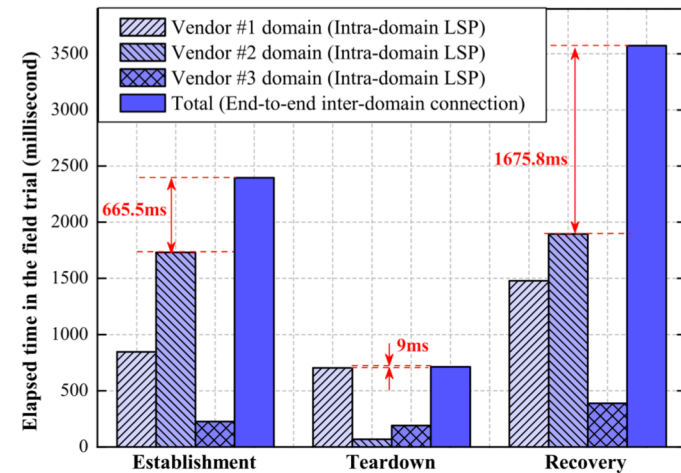 Elapsed time in the field trial (millisecond)
3500
3000
2500
2000
1500
1000
500
0
Vendor #1 domain (Intra-domain LSP)
Vendor #2 domain (Intra-domain LSP)
Vendor #3 domain (Intra-domain LSP)
Total (End-to-end inter-domain connection)
665.5ms
9ms
1675.8ms
Establishment
Teardown
Recovery